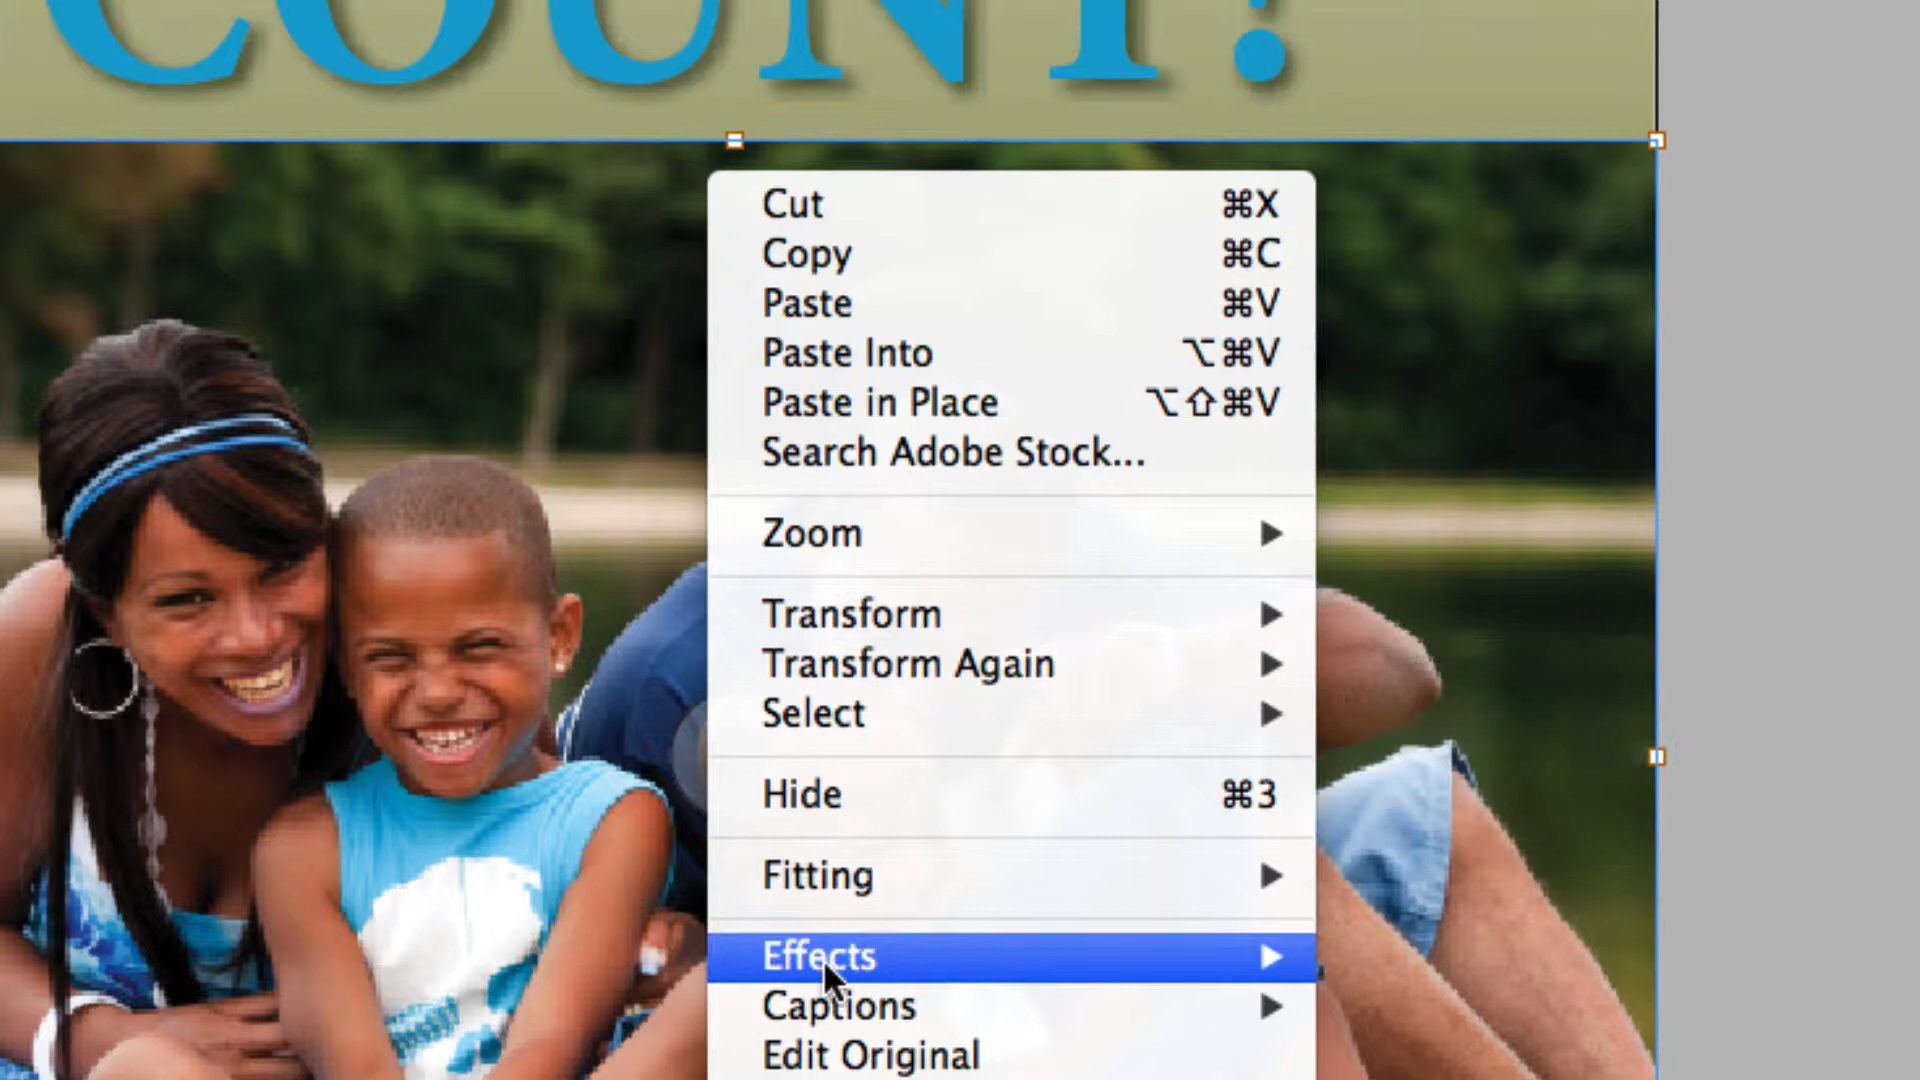 COUNT!
Cut ⌘X
Copy ⌘C
Paste ⌘V
Paste Into ⌥⌘V
Paste in Place ⌥⇧⌘V
Search Adobe Stock...
Zoom
Transform
Transform Again
Select
Hide ⌘3
Fitting
Effects
Captions
Edit Original